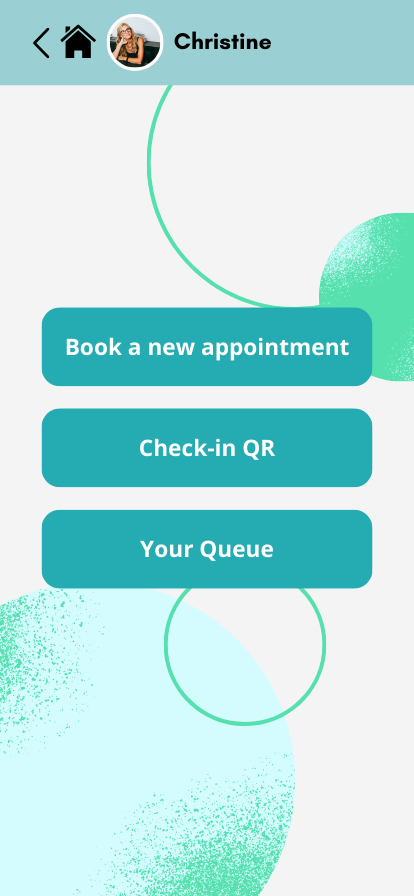 Christine
Book a new appointment
Check-in QR
Your Queue